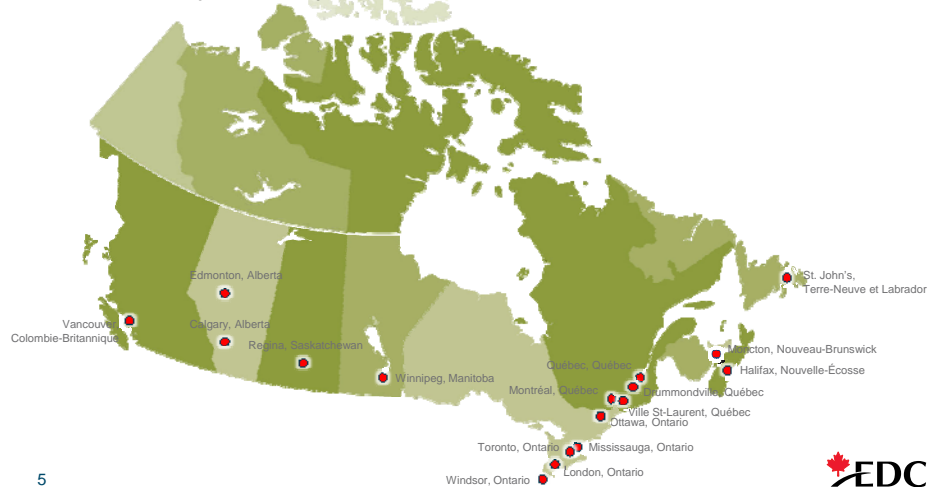 Edmonton, Alberta
St. John's,
Terre-Neuve et Labrador
Vancouver
Colombie-Britannique
Calgary, Alberta
Regina, Saskatchewan
Moncton, Nouveau-Brunswick
Québec, Québec
Halifax, Nouvelle-Écosse
Winnipeg, Manitoba
Montréal, Québec
Drummondville, Québec
Ville St-Laurent, Québec
Ottawa, Ontario
Toronto, Ontario
Mississauga, Ontario
London, Ontario
Windsor, Ontario
5
EDC